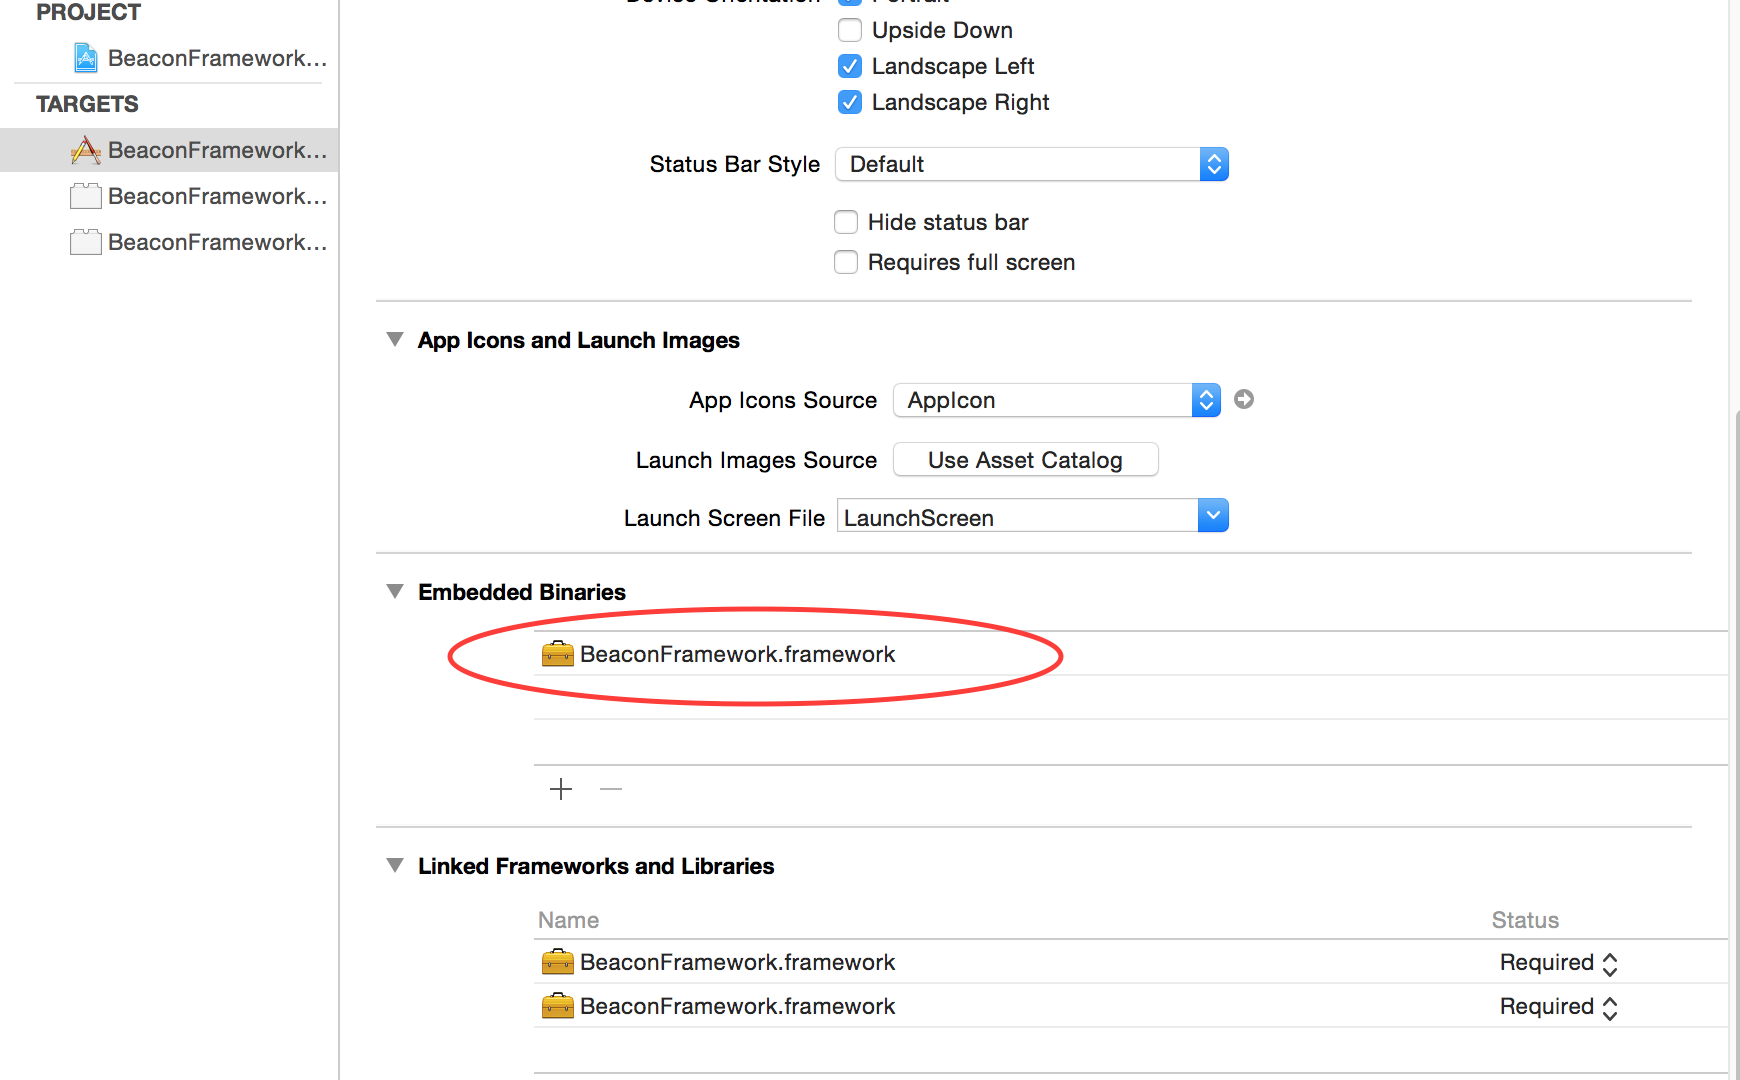 PROJECT
BeaconFramework...
TARGETS
BeaconFramework...
BeaconFramework...
BeaconFramework...
Device Orientation Portrait
Upside Down
Landscape Left
Landscape Right
Status Bar Style Default
Hide status bar
Requires full screen
App Icons and Launch Images
App Icons Source AppIcon
Launch Images Source Use Asset Catalog
Launch Screen File LaunchScreen
Embedded Binaries
BeaconFramework.framework
Linked Frameworks and Libraries
Name Status
BeaconFramework.framework Required
BeaconFramework.framework Required